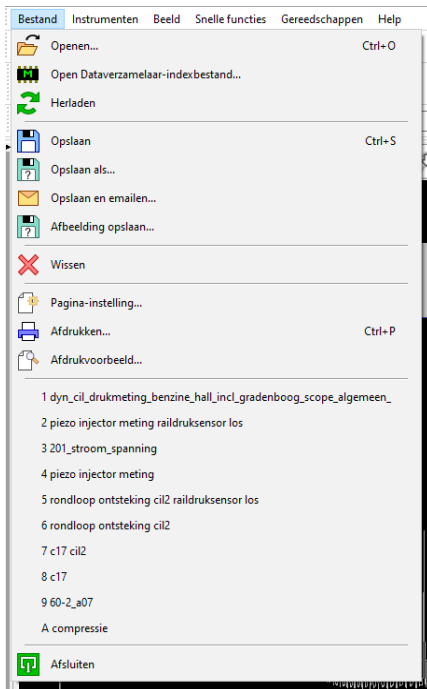 Bestand Instrumenten Beeld Snelle functies Gereedschappen Help
Openen... Ctrl+O
M Open Dataverzamelaar-indexbestand...
Herladen
Opslaan Ctrl+S
? Opslaan als...
Opslaan en emailen...
? Afbeelding opslaan...
Wissen
Pagina-instelling...
Afdrukken... Ctrl+P
Afdrukvoorbeeld...
1 dyn_cil_drukmeting_benzine_hall_incl_gradenboog_scope_algemeen_
2 piezo injector meting raildruksensor los
3 201_stroom_spanning
4 piezo injector meting
5 rondloop ontsteking cil2 raildruksensor los
6 rondloop ontsteking cil2
7 c17 cil2
8 c17
9 60-2_a07
A compressie
Afsluiten